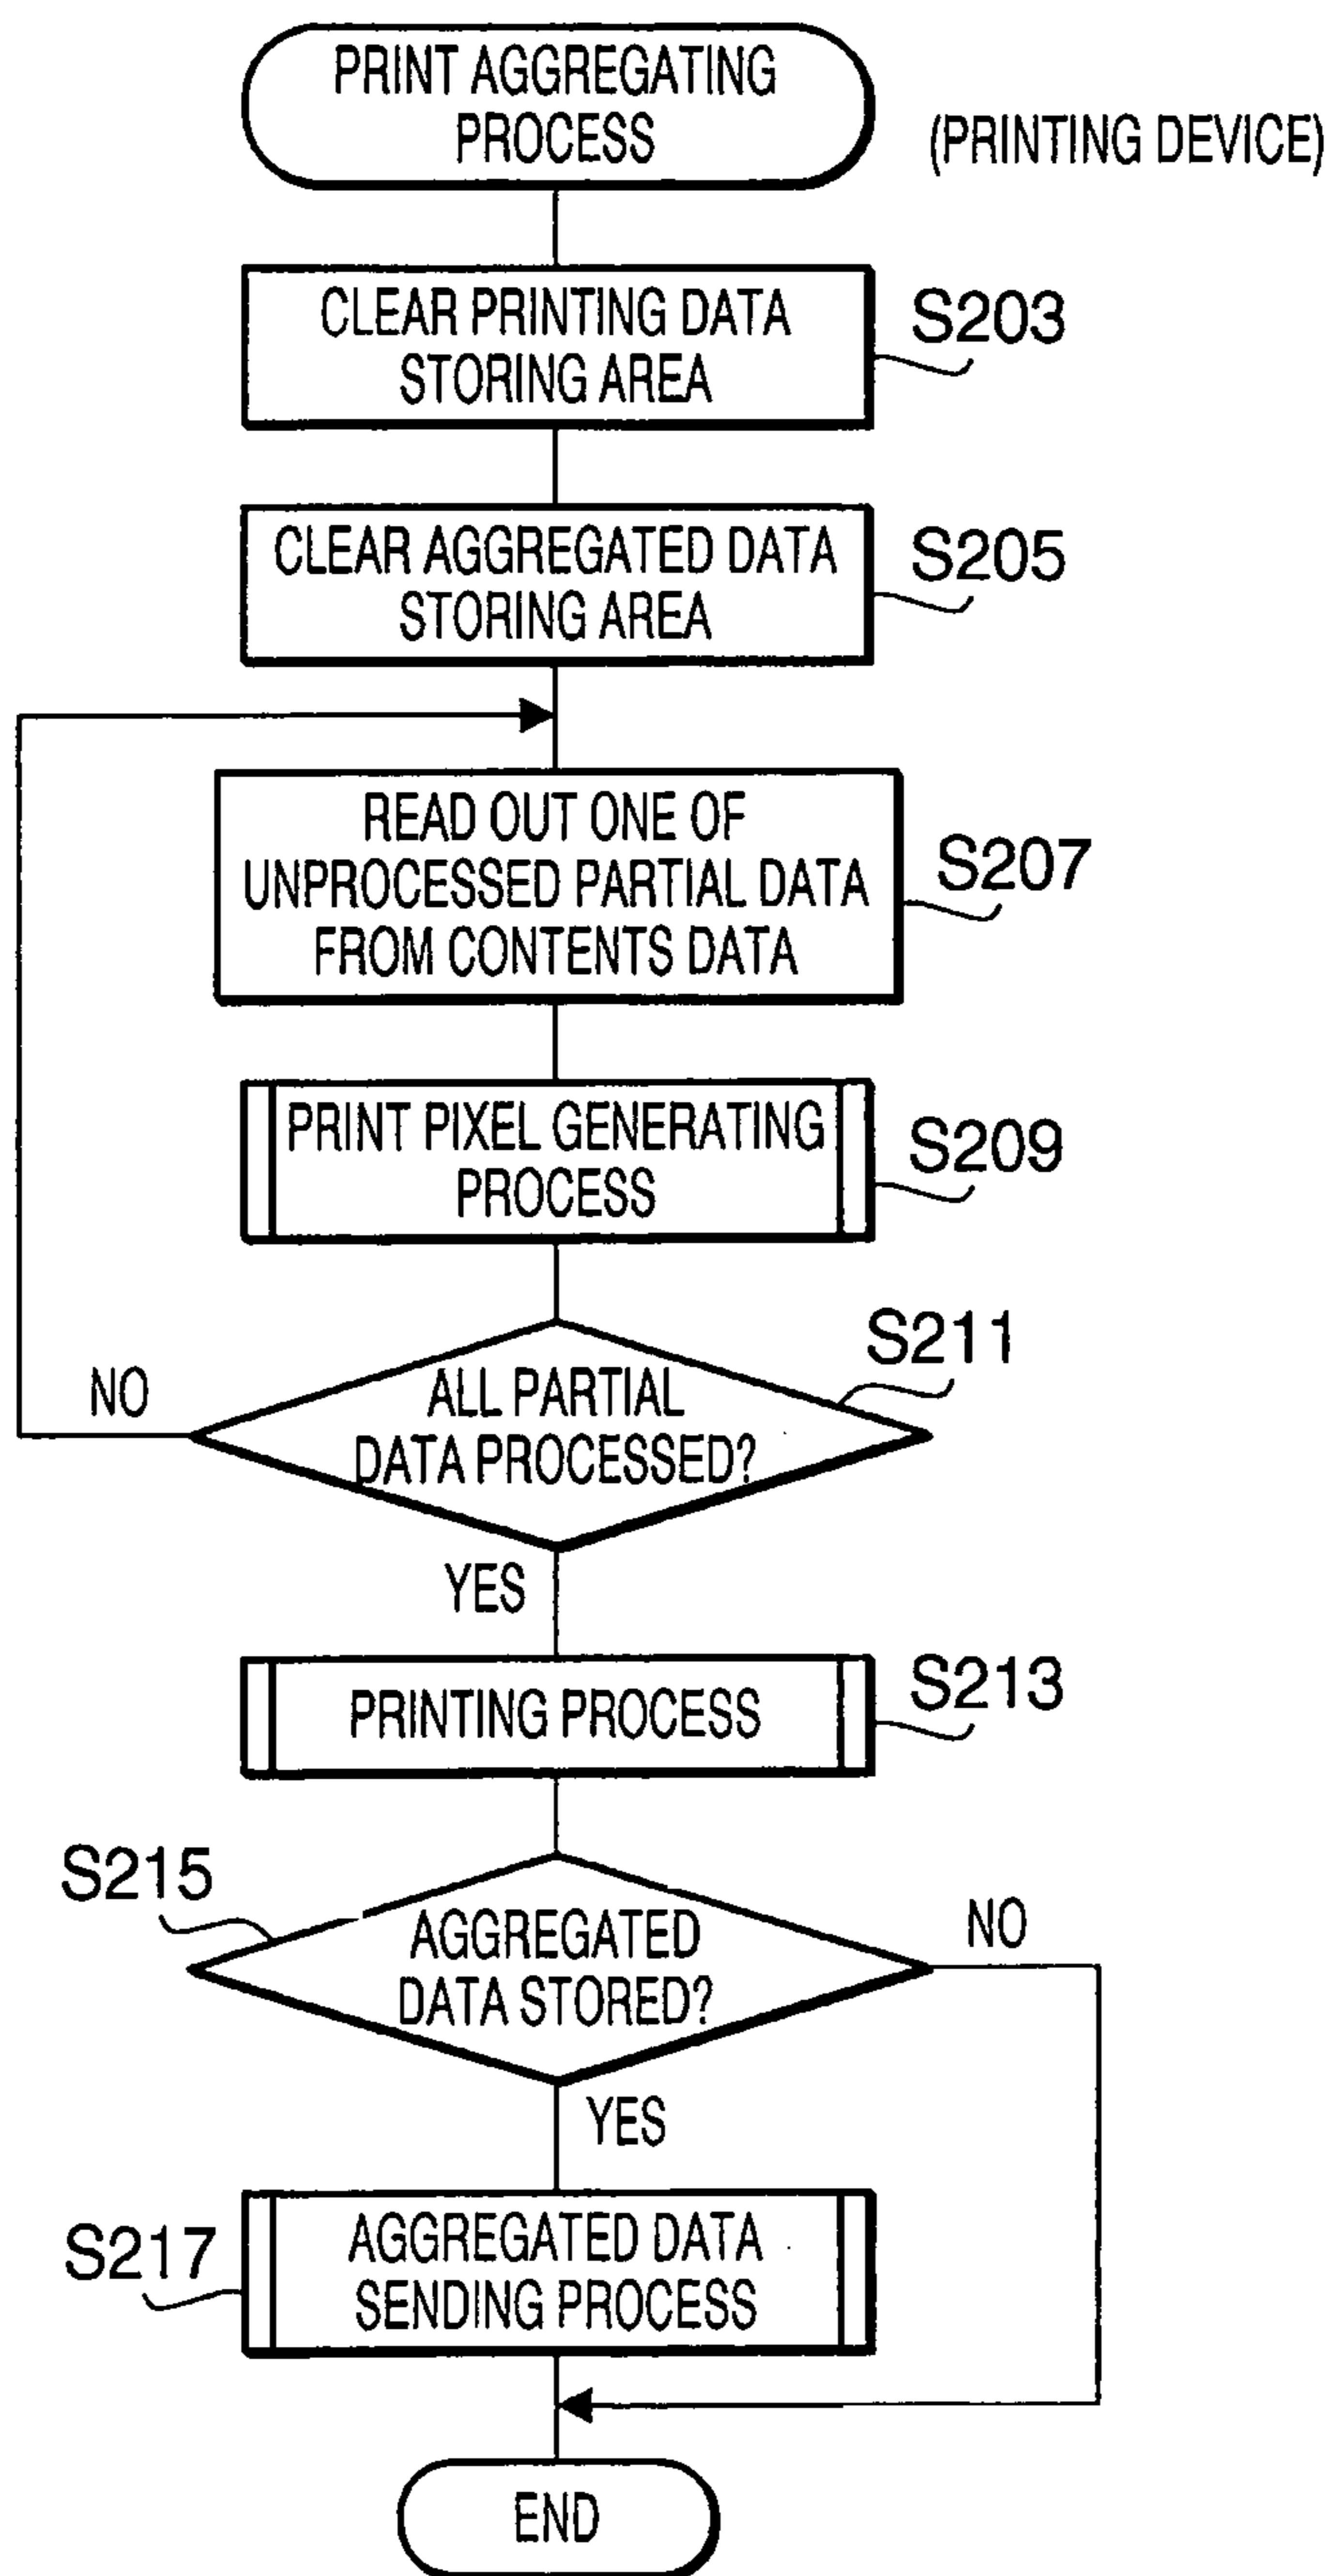 PRINT AGGREGATING
PROCESS
(PRINTING DEVICE)
CLEAR PRINTING DATA
STORING AREA
S203
CLEAR AGGREGATED DATA
STORING AREA
S205
READ OUT ONE OF
UNPROCESSED PARTIAL DATA
FROM CONTENTS DATA
S207
PRINT PIXEL GENERATING
PROCESS
S209
S211
ALL PARTIAL
DATA PROCESSED?
NO
YES
PRINTING PROCESS
S213
S215
AGGREGATED
DATA STORED?
NO
YES
S217
AGGREGATED DATA
SENDING PROCESS
END